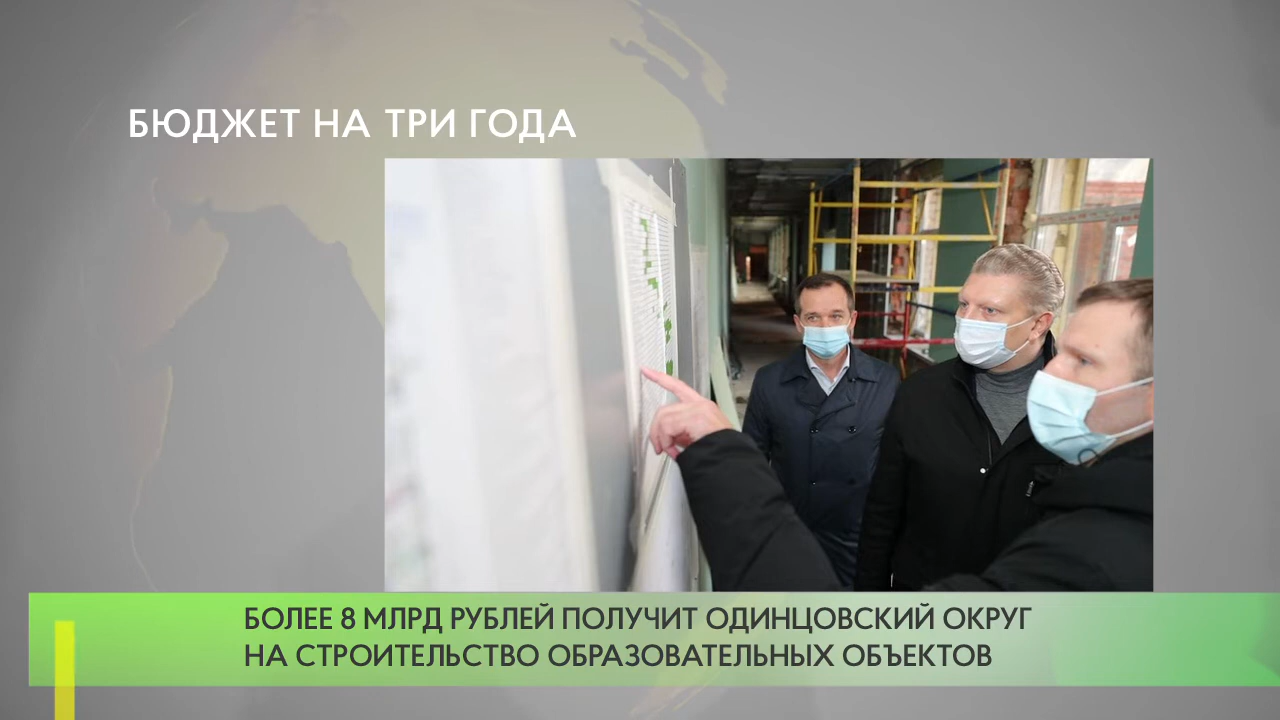 БЮДЖЕТ НА ТРИ ГОДА
БОЛЕЕ 8 МЛРД РУБЛЕЙ ПОЛУЧИТ ОДИНЦОВСКИЙ ОКРУГ
НА СТРОИТЕЛЬСТВО ОБРАЗОВАТЕЛЬНЫХ ОБЪЕКТОВ